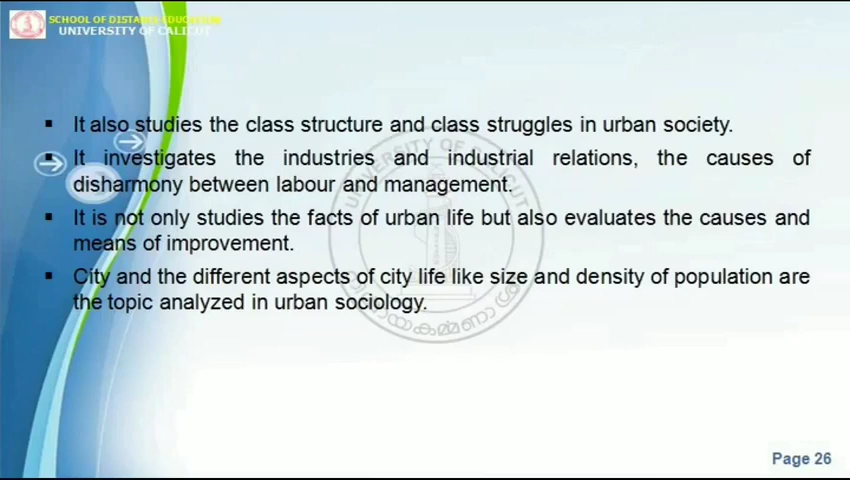 SCHOOL OF DISTANCE EDUCATION
UNIVERSITY OF CALICUT
▪ It also studies the class structure and class struggles in urban society.
▪ It investigates the industries and industrial relations, the causes of
disharmony between labour and management.
▪ It is not only studies the facts of urban life but also evaluates the causes and
means of improvement.
▪ City and the different aspects of city life like size and density of population are
the topic analyzed in urban sociology.
UNIVERSITY OF CALICUT
Page 26